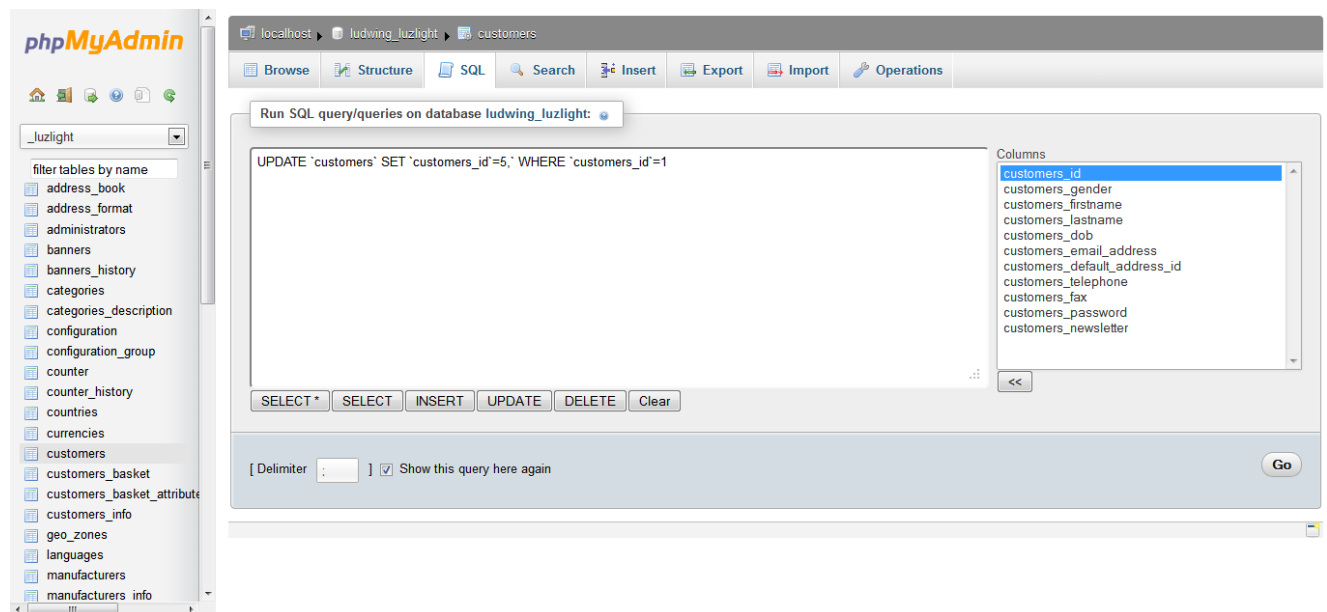 phpMyAdmin
_luzlight
filter tables by name
address_book
address_format
administrators
banners
banners_history
categories
categories_description
configuration
configuration_group
counter
counter_history
countries
currencies
customers
customers_basket
customers_basket_attribute
customers_info
geo_zones
languages
manufacturers
manufacturers_info
localhost ludwing_luzlight customers
Browse Structure SQL Search Insert Export Import Operations
Run SQL query/queries on database ludwing_luzlight:
UPDATE `customers` SET `customers_id`=5,` WHERE `customers_id`=1
Columns
customers_id
customers_gender
customers_firstname
customers_lastname
customers_dob
customers_email_address
customers_default_address_id
customers_telephone
customers_fax
customers_password
customers_newsletter
<<
SELECT * SELECT INSERT UPDATE DELETE Clear
[ Delimiter ; ] Show this query here again
Go